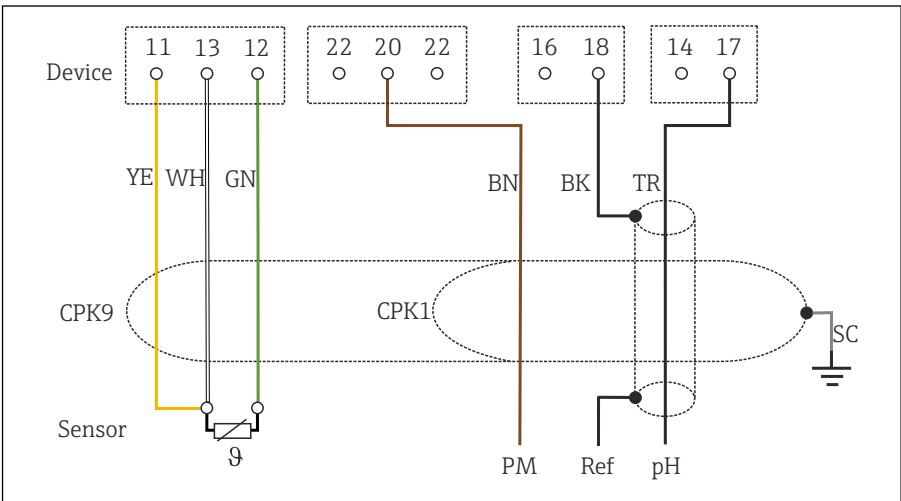 11 13 12 22 20 22 16 18 14 17
Device
YE WH GN BN BK TR
CPK9 CPK1
SC
Sensor
ϑ PM Ref pH